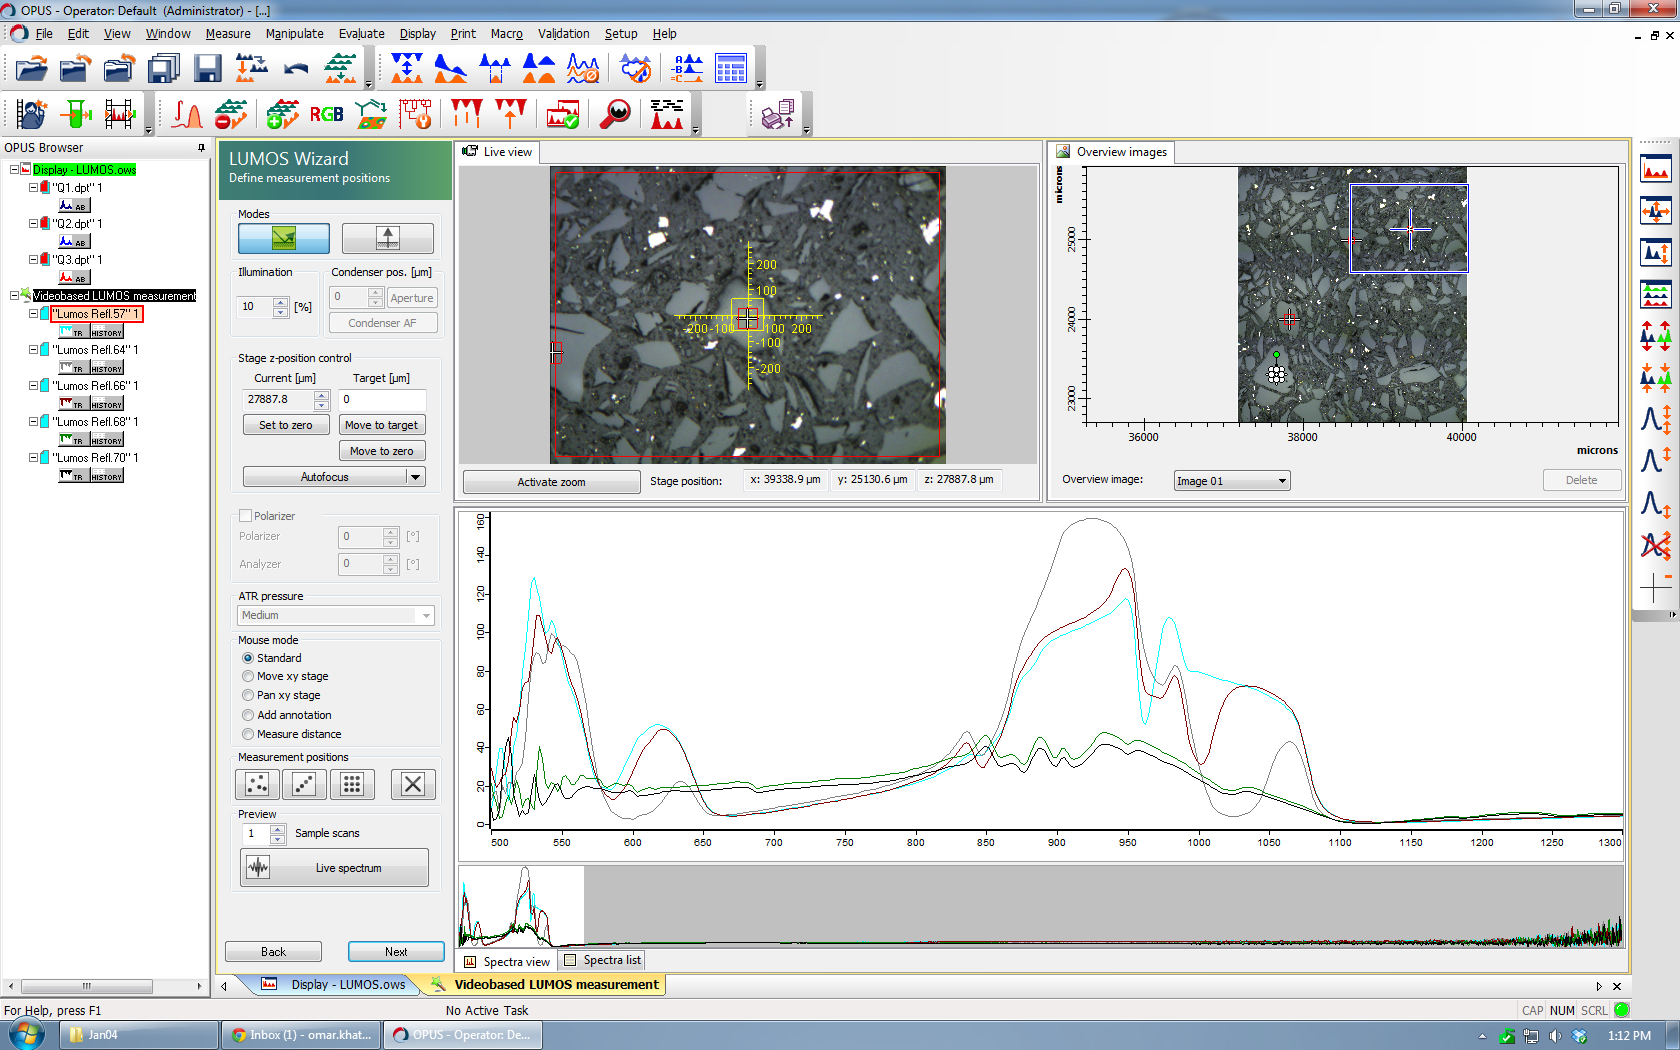 OPUS - Operator: Default  (Administrator) - [...]
File Edit View Window Measure Manipulate Evaluate Display Print Macro Validation Setup Help
A
B
C
RGB
OPUS Browser
Display - LUMOS.ows
"Q1.dpt" 1
AB
"Q2.dpt" 1
AB
"Q3.dpt" 1
AB
Videobased LUMOS measurement
"Lumos Refl.57" 1
TR HISTORY
"Lumos Refl.64" 1
TR HISTORY
"Lumos Refl.66" 1
TR HISTORY
"Lumos Refl.68" 1
TR HISTORY
"Lumos Refl.70" 1
TR HISTORY
LUMOS Wizard
Define measurement positions
Modes
Illumination
10 [%]
Condenser pos. [µm]
0 Aperture
Condenser AF
Stage z-position control
Current [µm] Target [µm]
27887.8 0
Set to zero Move to target
Move to zero
Autofocus
Polarizer
Polarizer 0 [°]
Analyzer 0 [°]
ATR pressure
Medium
Mouse mode
Standard
Move xy stage
Pan xy stage
Add annotation
Measure distance
Measurement positions
Preview
1 Sample scans
Live spectrum
Back Next
Live view
200
100
-200 -100 100 200
-100
-200
Activate zoom Stage position: x: 39338.9 µm y: 25130.6 µm z: 27887.8 µm
Overview images
microns
25000
24000
23000
36000 38000 40000
microns
Overview image: Image 01 Delete
160
140
120
100
80
60
40
20
0
500 550 600 650 700 750 800 850 900 950 1000 1050 1100 1150 1200 1250 1300
Spectra view Spectra list
Display - LUMOS.ows Videobased LUMOS measurement
For Help, press F1 No Active Task CAP NUM SCRL
Jan04 Inbox (1) - omar.khat... OPUS - Operator: De... 1:12 PM